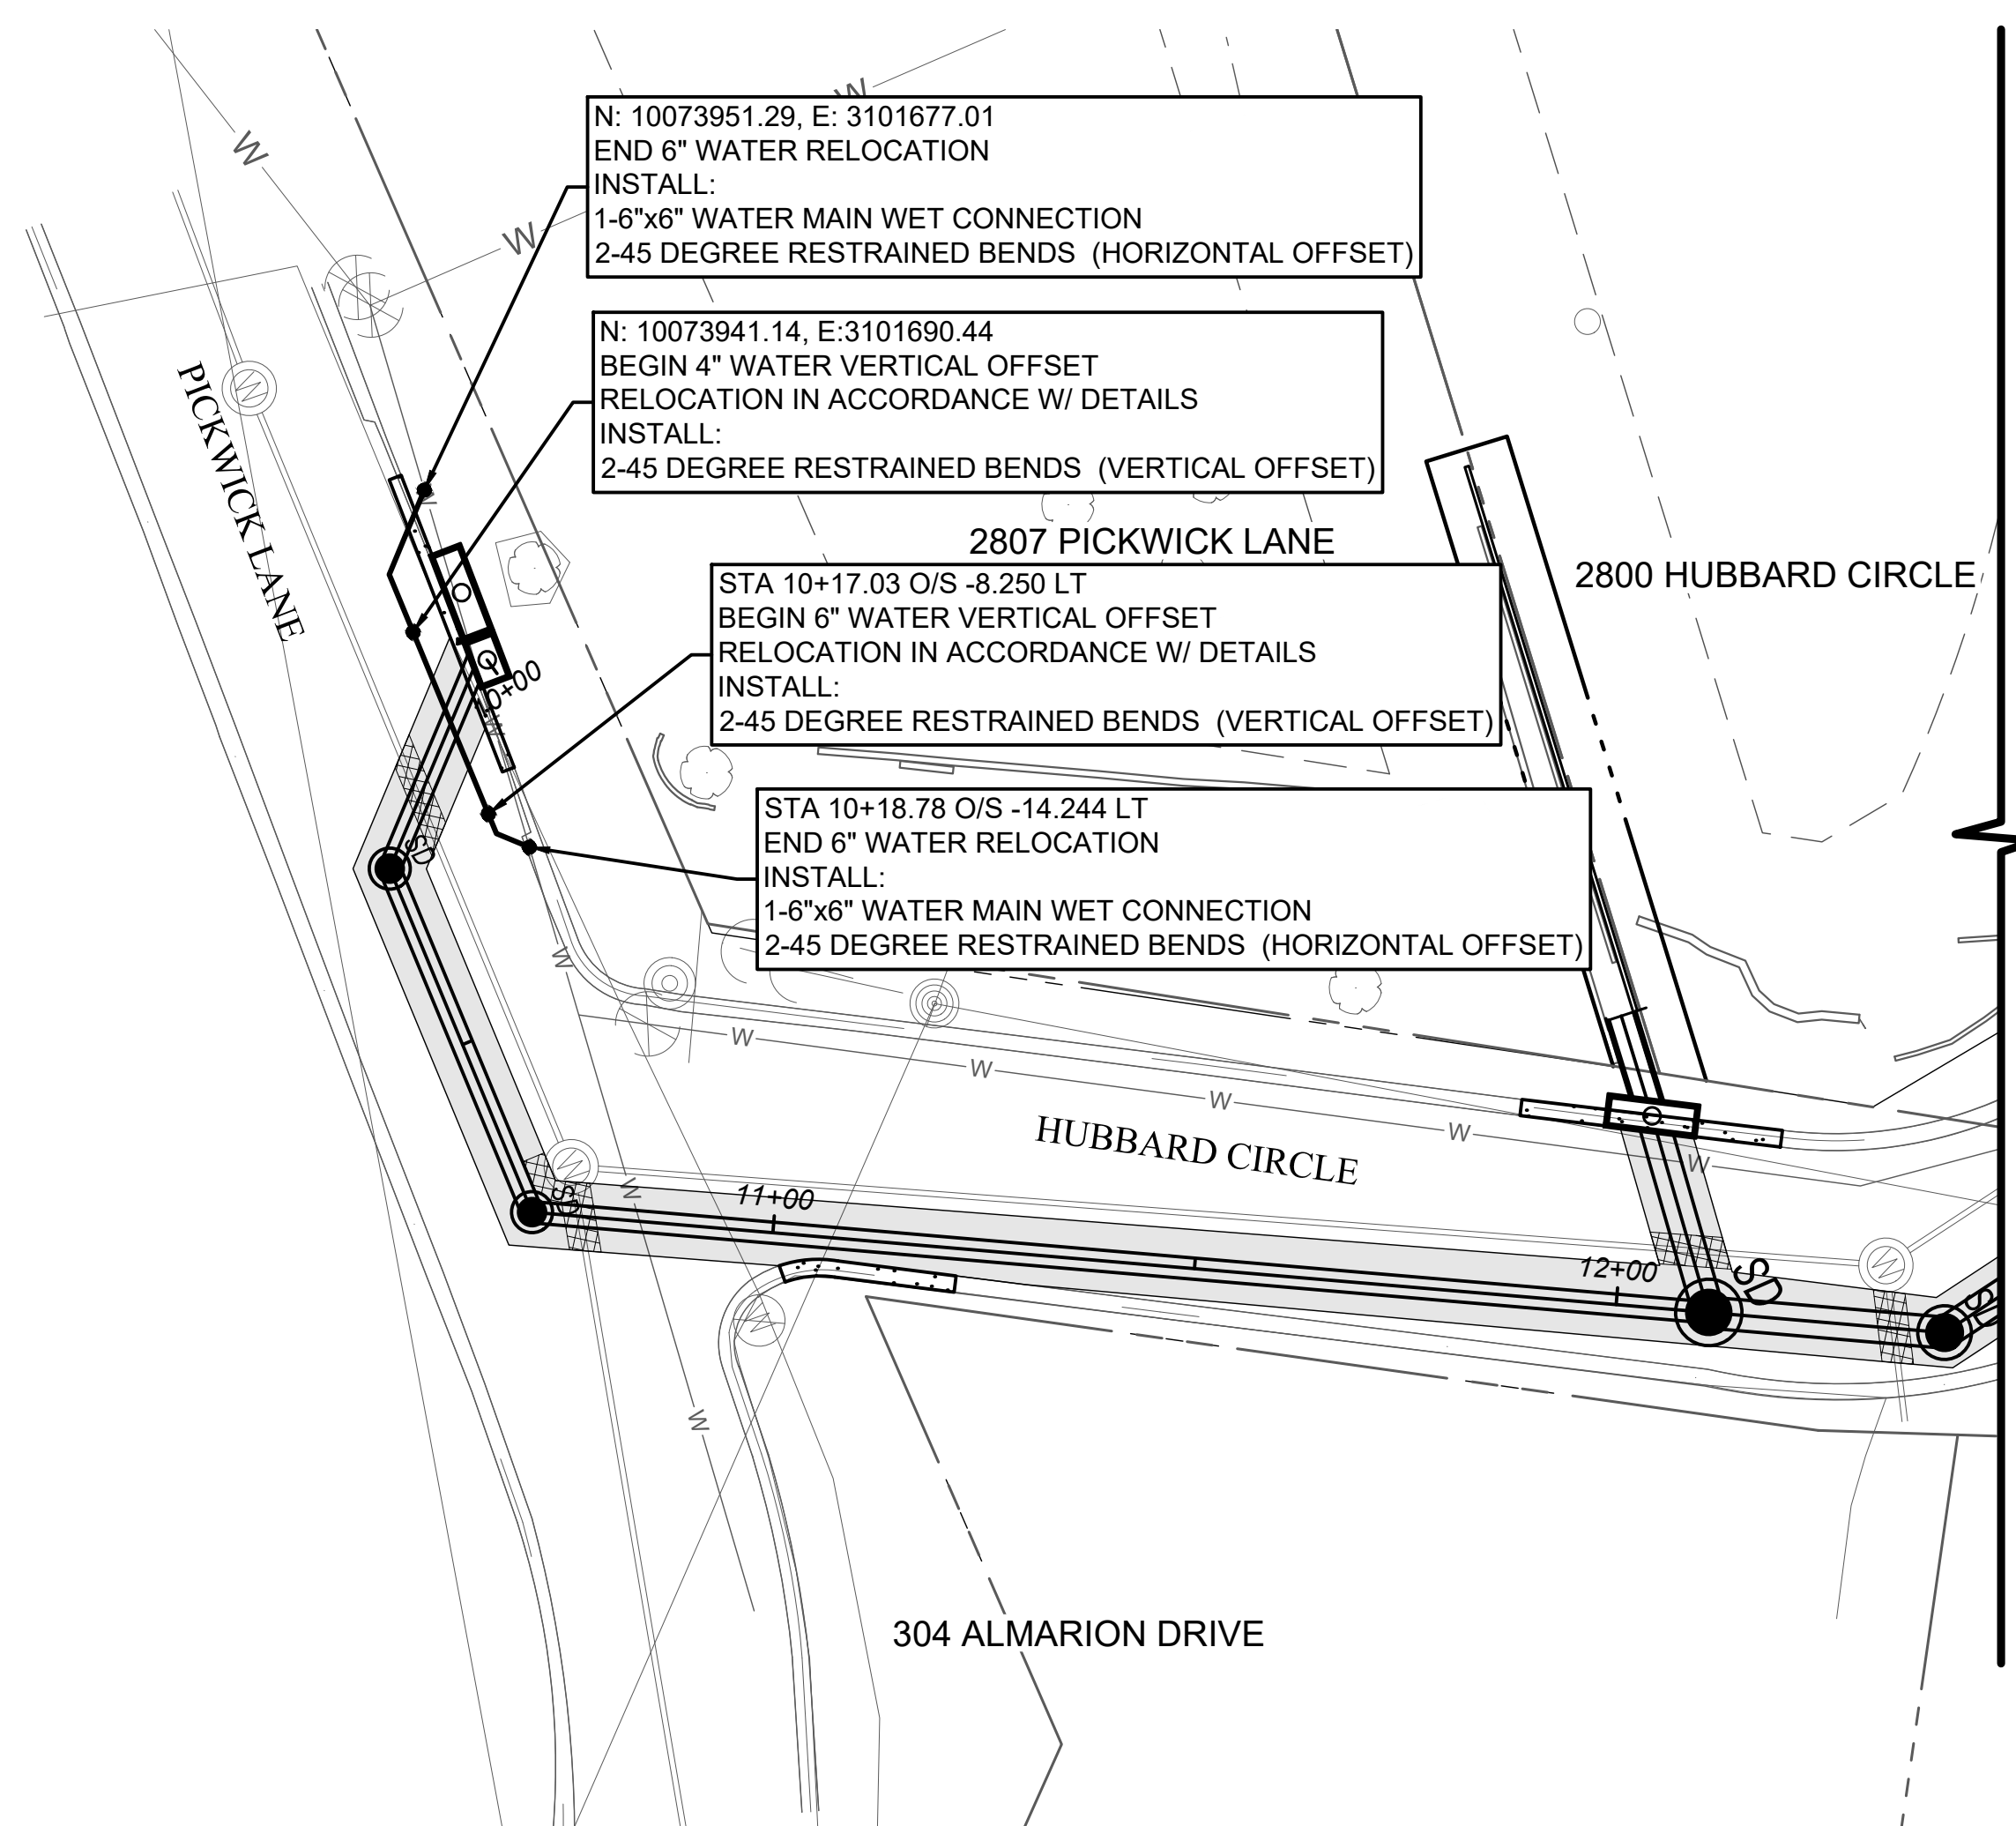 W
W
W
N: 10073951.29, E: 3101677.01
END 6" WATER RELOCATION
INSTALL:
1-6"x6" WATER MAIN WET CONNECTION
2-45 DEGREE RESTRAINED BENDS (HORIZONTAL OFFSET)
N: 10073941.14, E:3101690.44
BEGIN 4" WATER VERTICAL OFFSET
RELOCATION IN ACCORDANCE W/ DETAILS
INSTALL:
2-45 DEGREE RESTRAINED BENDS (VERTICAL OFFSET)
PICKWICK LANE
W
2807 PICKWICK LANE
2800 HUBBARD CIRCLE
STA 10+17.03 O/S -8.250 LT
BEGIN 6" WATER VERTICAL OFFSET
RELOCATION IN ACCORDANCE W/ DETAILS
INSTALL:
2-45 DEGREE RESTRAINED BENDS (VERTICAL OFFSET)
W
STA 10+18.78 O/S -14.244 LT
END 6" WATER RELOCATION
INSTALL:
1-6"x6" WATER MAIN WET CONNECTION
2-45 DEGREE RESTRAINED BENDS (HORIZONTAL OFFSET)
SD
W
W
W
W
W
W
HUBBARD CIRCLE
SD
W
11+00
12+00
SD
W
304 ALMARION DRIVE